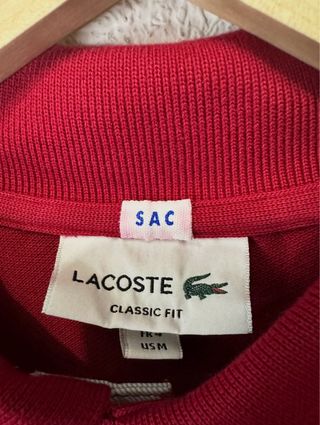 SAC
LACOSTE
CLASSIC FIT
FR 4
US M